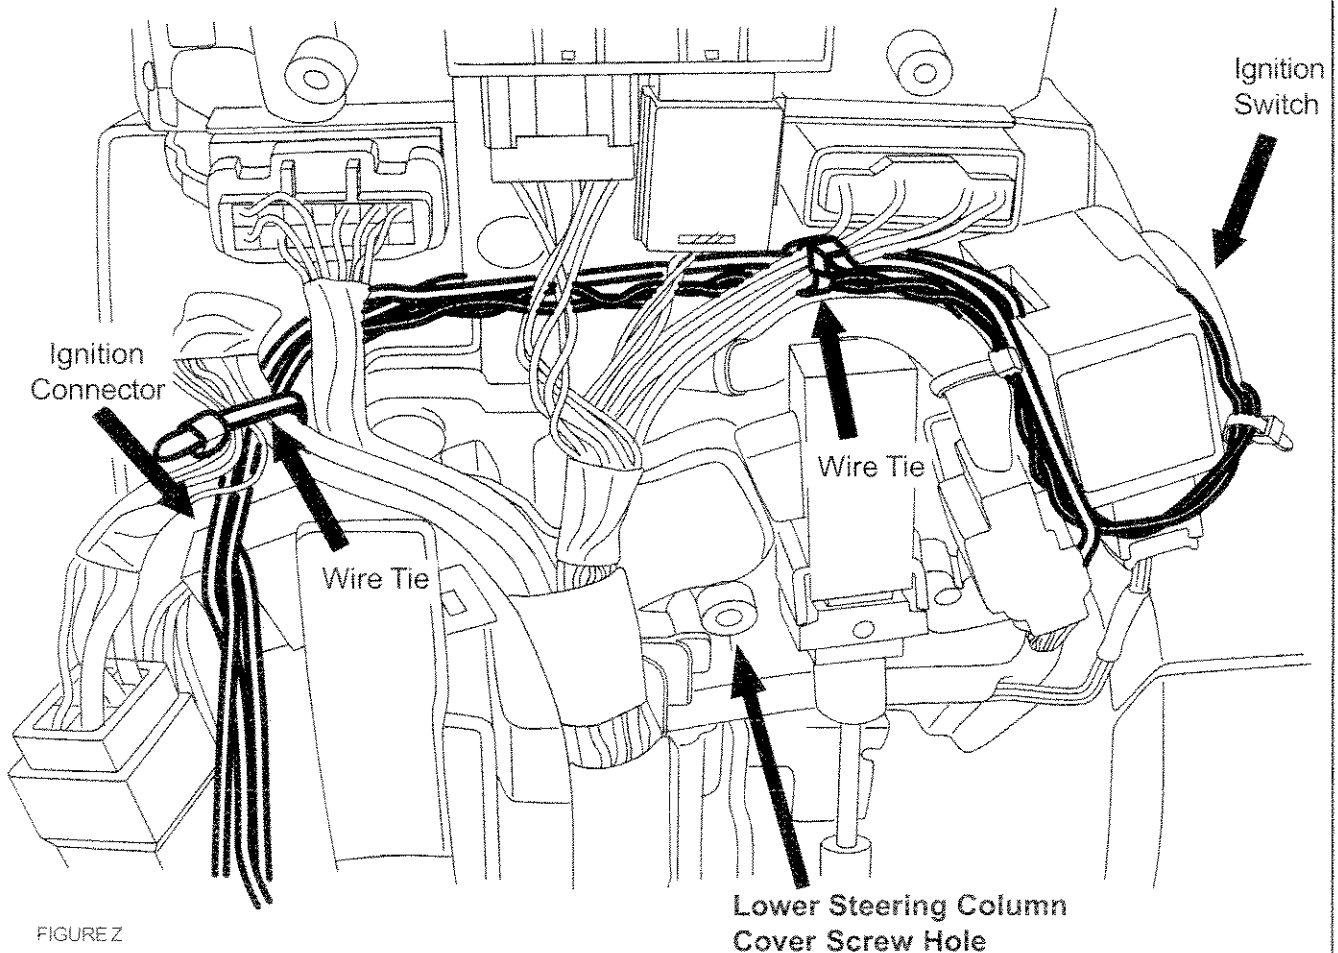 Ignition
Switch
Ignition
Connector
Wire Tie
Wire Tie
Lower Steering Column
Cover Screw Hole
FIGURE Z